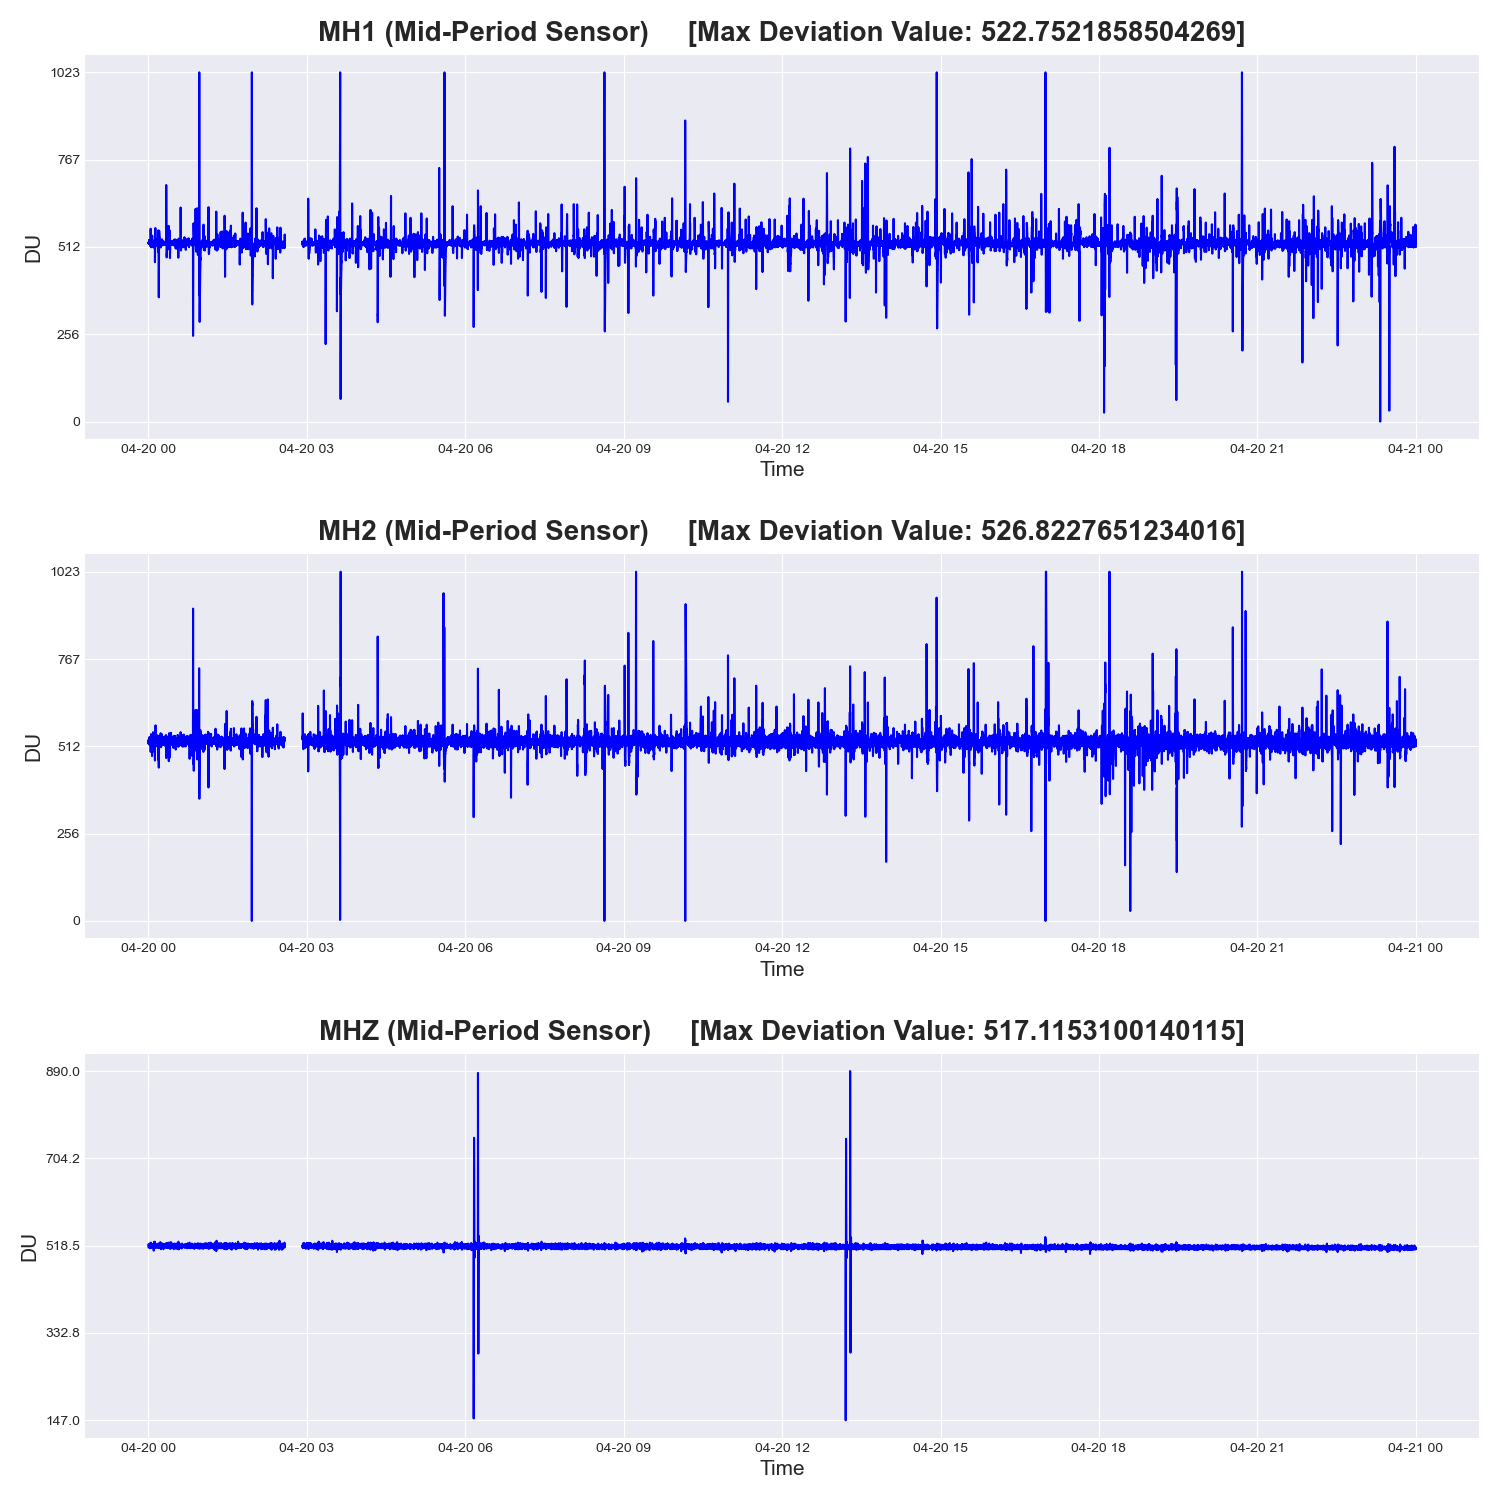 MH1 (Mid-Period Sensor) [Max Deviation Value: 522.7521858504269]
1023
767
512
256
0
DU
04-20 00 04-20 03 04-20 06 04-20 09 04-20 12 04-20 15 04-20 18 04-20 21 04-21 00
Time
MH2 (Mid-Period Sensor) [Max Deviation Value: 526.8227651234016]
1023
767
512
256
0
DU
04-20 00 04-20 03 04-20 06 04-20 09 04-20 12 04-20 15 04-20 18 04-20 21 04-21 00
Time
MHZ (Mid-Period Sensor) [Max Deviation Value: 517.1153100140115]
890.0
704.2
518.5
332.8
147.0
DU
04-20 00 04-20 03 04-20 06 04-20 09 04-20 12 04-20 15 04-20 18 04-20 21 04-21 00
Time